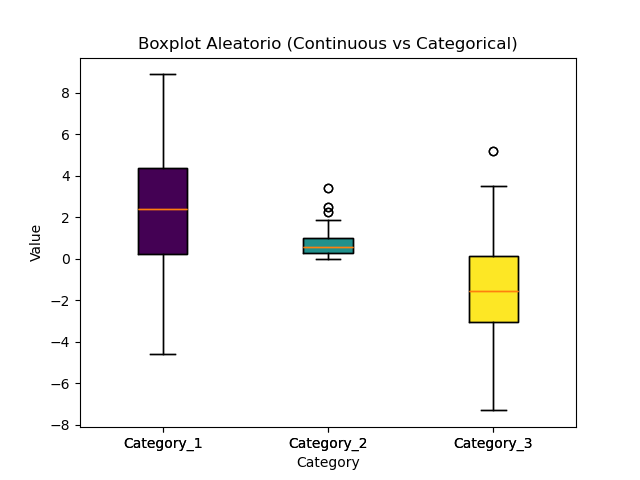 Boxplot Aleatorio (Continuous vs Categorical)
8
6
4
2
0
−2
−4
−6
−8
Value
Category_1 Category_2 Category_3
Category